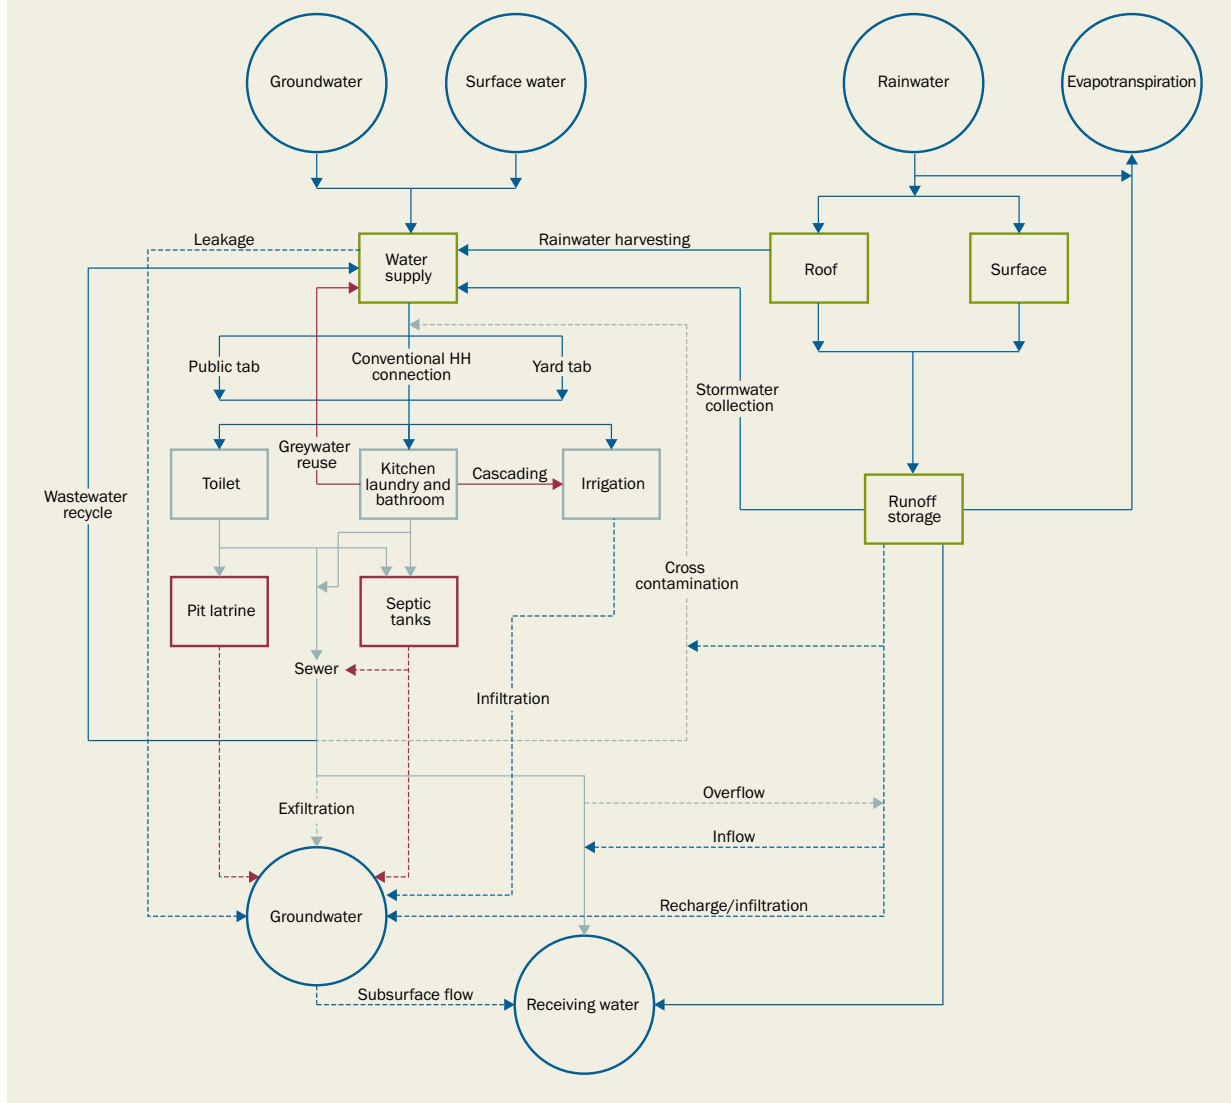 Groundwater
Surface water
Rainwater
Evapotranspiration
Leakage
Rainwater harvesting
Water
supply
Roof
Surface
Public tab
Conventional HH
connection
Yard tab
Stormwater
collection
Greywater
reuse
Toilet
Kitchen
laundry and
bathroom
Cascading
Irrigation
Wastewater
recycle
Runoff
storage
Cross
contamination
Pit latrine
Septic
tanks
Sewer
Infiltration
Exfiltration
Overflow
Inflow
Recharge/infiltration
Groundwater
Subsurface flow
Receiving water